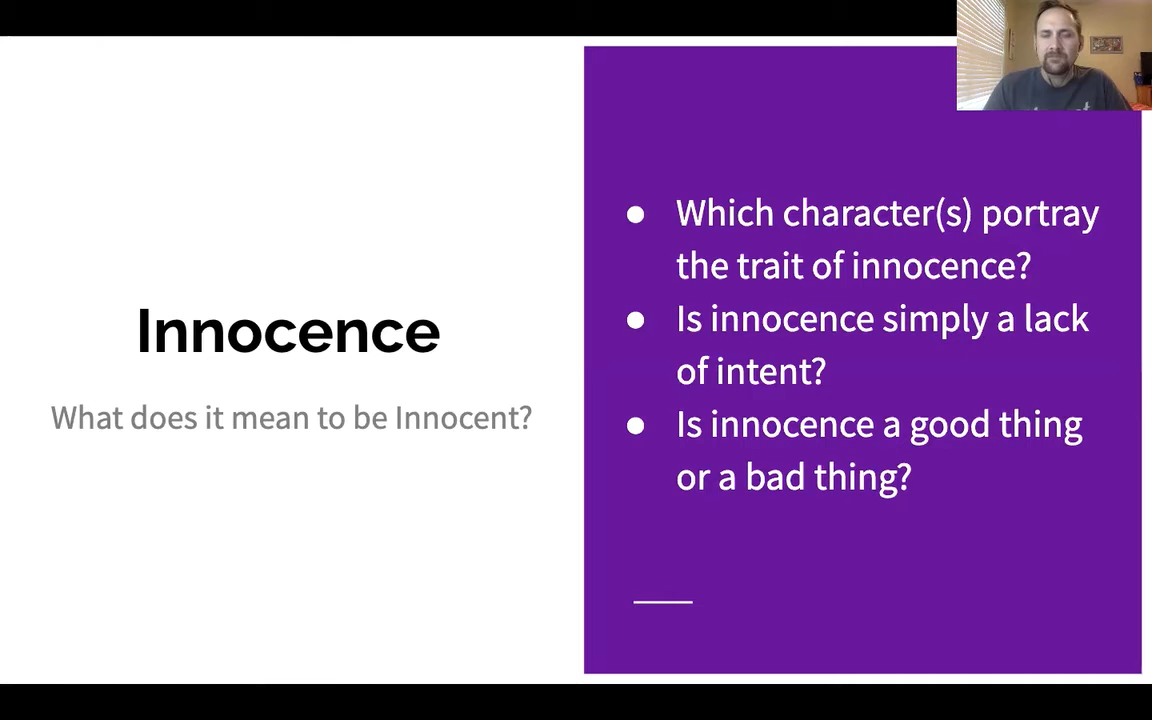 Innocence
What does it mean to be Innocent?
● Which character(s) portray
the trait of innocence?
● Is innocence simply a lack
of intent?
● Is innocence a good thing
or a bad thing?